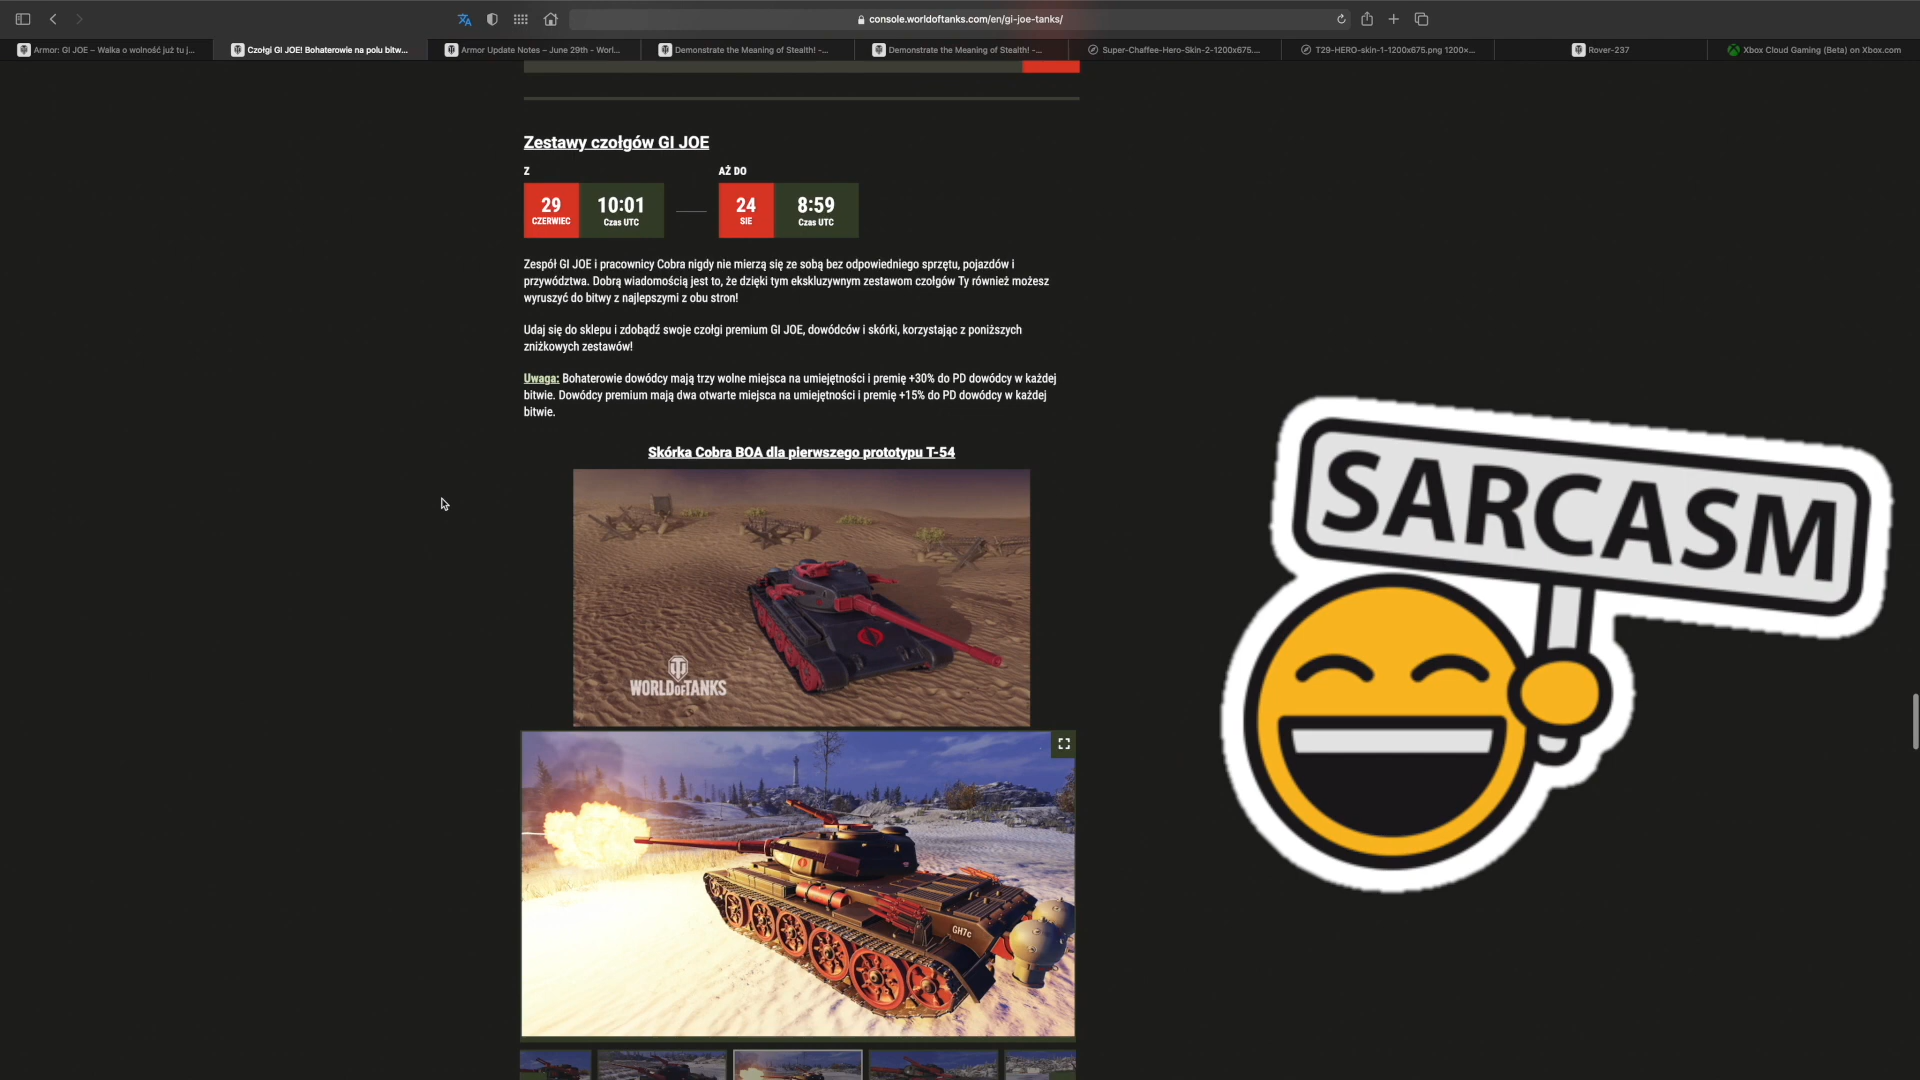 console.worldoftanks.com/en/gi-joe-tanks/
Armor: GI JOE – Walka o wolność już tu j...
Czołgi GI JOE! Bohaterowie na polu bitw...
Armor Update Notes – June 29th - Worl...
Demonstrate the Meaning of Stealth! -...
Demonstrate the Meaning of Stealth! -...
Super-Chaffee-Hero-Skin-2-1200x675....
T29-HERO-skin-1-1200x675.png 1200×...
Rover-237
Xbox Cloud Gaming (Beta) on Xbox.com
Zestawy czołgów GI JOE
Z
AŻ DO
29
CZERWIEC
10:01
Czas UTC
24
SIE
8:59
Czas UTC
Zespół GI JOE i pracownicy Cobra nigdy nie mierzą się ze sobą bez odpowiedniego sprzętu, pojazdów i
przywództwa. Dobrą wiadomością jest to, że dzięki tym ekskluzywnym zestawom czołgów Ty również możesz
wyruszyć do bitwy z najlepszymi z obu stron!
Udaj się do sklepu i zdobądź swoje czołgi premium GI JOE, dowódców i skórki, korzystając z poniższych
zniżkowych zestawów!
Uwaga: Bohaterowie dowódcy mają trzy wolne miejsca na umiejętności i premię +30% do PD dowódcy w każdej
bitwie. Dowódcy premium mają dwa otwarte miejsca na umiejętności i premię +15% do PD dowódcy w każdej
bitwie.
Skórka Cobra BOA dla pierwszego prototypu T-54
WORLD OF TANKS
GH7c
SARCASM